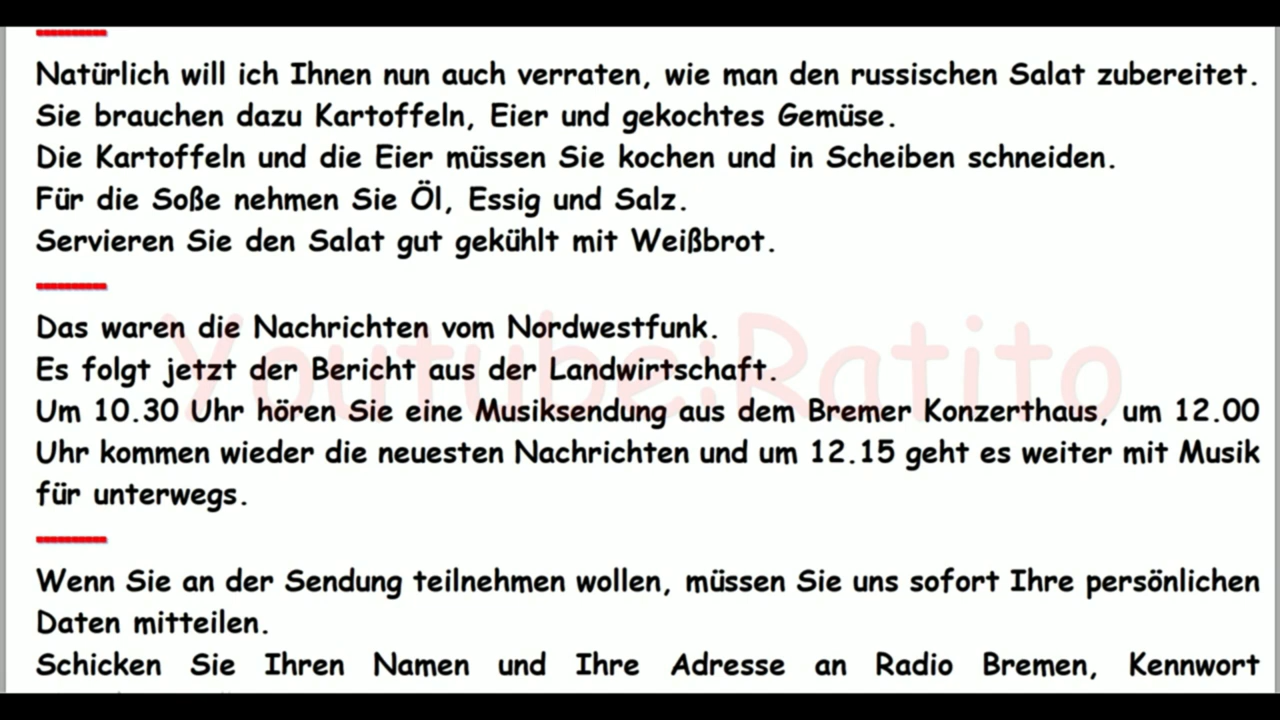 Natürlich will ich Ihnen nun auch verraten, wie man den russischen Salat zubereitet.
Sie brauchen dazu Kartoffeln, Eier und gekochtes Gemüse.
Die Kartoffeln und die Eier müssen Sie kochen und in Scheiben schneiden.
Für die Soße nehmen Sie Öl, Essig und Salz.
Servieren Sie den Salat gut gekühlt mit Weißbrot.
Das waren die Nachrichten vom Nordwestfunk.
Youtube:Ratito
Es folgt jetzt der Bericht aus der Landwirtschaft.
Um 10.30 Uhr hören Sie eine Musiksendung aus dem Bremer Konzerthaus, um 12.00
Uhr kommen wieder die neuesten Nachrichten und um 12.15 geht es weiter mit Musik
für unterwegs.
Wenn Sie an der Sendung teilnehmen wollen, müssen Sie uns sofort Ihre persönlichen
Daten mitteilen.
Schicken Sie Ihren Namen und Ihre Adresse an Radio Bremen, Kennwort